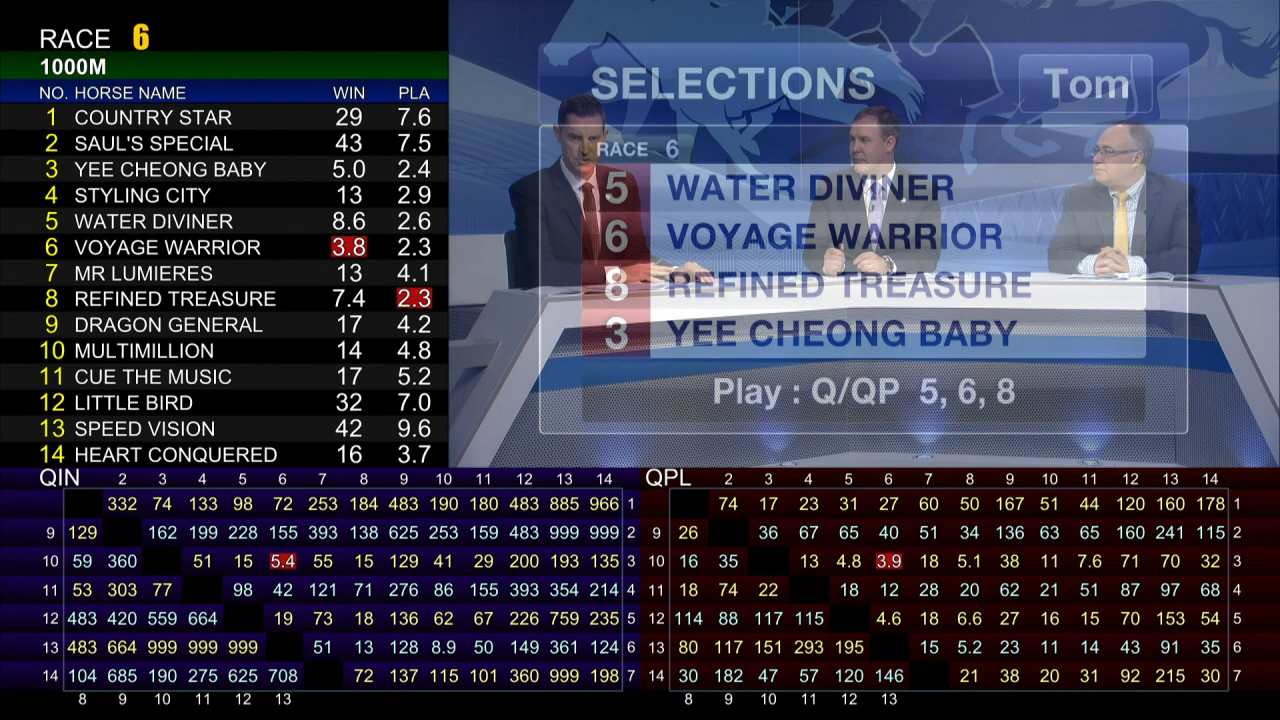 RACE 6
1000M
NO. HORSE NAME WIN PLA
1 COUNTRY STAR 29 7.6
2 SAUL'S SPECIAL 43 7.5
3 YEE CHEONG BABY 5.0 2.4
4 STYLING CITY 13 2.9
5 WATER DIVINER 8.6 2.6
6 VOYAGE WARRIOR 3.8 2.3
7 MR LUMIERES 13 4.1
8 REFINED TREASURE 7.4 2.3
9 DRAGON GENERAL 17 4.2
10 MULTIMILLION 14 4.8
11 CUE THE MUSIC 17 5.2
12 LITTLE BIRD 32 7.0
13 SPEED VISION 42 9.6
14 HEART CONQUERED 16 3.7
SELECTIONS Tom
RACE 6
5 WATER DIVINER
6 VOYAGE WARRIOR
8 REFINED TREASURE
3 YEE CHEONG BABY
Play : Q/QP 5, 6, 8
QIN 2 3 4 5 6 7 8 9 10 11 12 13 14
332 74 133 98 72 253 184 483 190 180 483 885 966 1
9 129 162 199 228 155 393 138 625 253 159 483 999 999 2
10 59 360 51 15 5.4 55 15 129 41 29 200 193 135 3
11 53 303 77 98 42 121 71 276 86 155 393 354 214 4
12 483 420 559 664 19 73 18 136 62 67 226 759 235 5
13 483 664 999 999 999 51 13 128 8.9 50 149 361 124 6
14 104 685 190 275 625 708 72 137 115 101 360 999 198 7
8 9 10 11 12 13
QPL 2 3 4 5 6 7 8 9 10 11 12 13 14
74 17 23 31 27 60 50 167 51 44 120 160 178 1
9 26 36 67 65 40 51 34 136 63 65 160 241 115 2
10 16 35 13 4.8 3.9 18 5.1 38 11 7.6 71 70 32 3
11 18 74 22 18 12 28 20 62 21 51 87 97 68 4
12 114 88 117 115 4.6 18 6.6 27 16 15 70 153 54 5
13 80 117 151 293 195 15 5.2 23 11 14 43 91 35 6
14 30 182 47 57 120 146 21 38 20 31 92 215 30 7
8 9 10 11 12 13